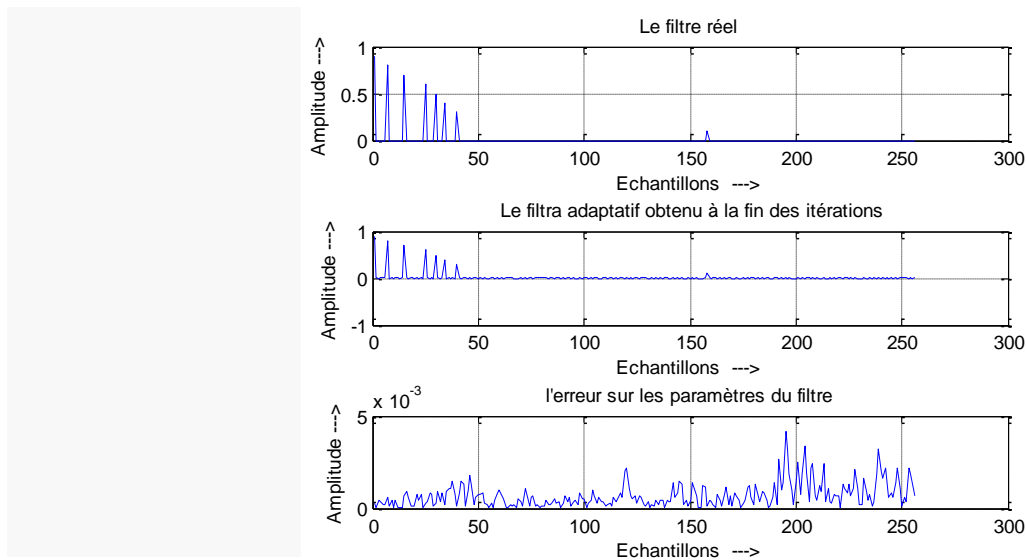 Le filtre réel
Amplitude --->
1
0.5
0
0 50 100 150 200 250 300
Echantillons --->
Le filtra adaptatif obtenu à la fin des itérations
Amplitude --->
1
0
-1
0 50 100 150 200 250 300
Echantillons --->
x 10^-3
l'erreur sur les paramètres du filtre
Amplitude --->
5
0
0 50 100 150 200 250 300
Echantillons --->